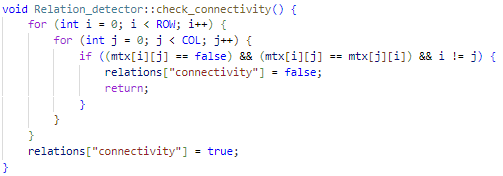 void Relation_detector::check_connectivity() {
    for (int i = 0; i < ROW; i++) {
        for (int j = 0; j < COL; j++) {
            if ((mtx[i][j] == false) && (mtx[i][j] == mtx[j][i]) && i != j) {
                relations["connectivity"] = false;
                return;
            }
        }
    }
    relations["connectivity"] = true;
}